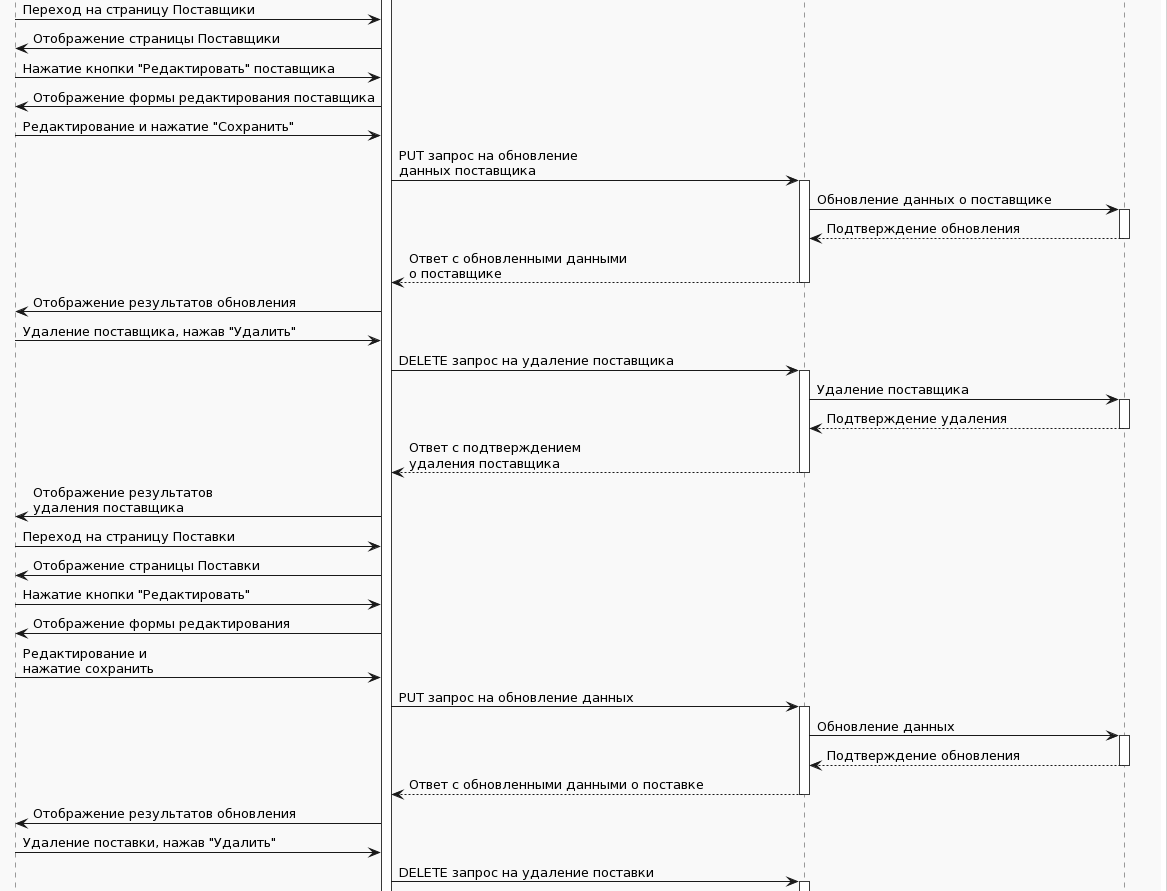 Переход на страницу Поставщики
Отображение страницы Поставщики
Нажатие кнопки "Редактировать" поставщика
Отображение формы редактирования поставщика
Редактирование и нажатие "Сохранить"
PUT запрос на обновление
данных поставщика
Обновление данных о поставщике
Подтверждение обновления
Ответ с обновленными данными
о поставщике
Отображение результатов обновления
Удаление поставщика, нажав "Удалить"
DELETE запрос на удаление поставщика
Удаление поставщика
Подтверждение удаления
Ответ с подтверждением
удаления поставщика
Отображение результатов
удаления поставщика
Переход на страницу Поставки
Отображение страницы Поставки
Нажатие кнопки "Редактировать"
Отображение формы редактирования
Редактирование и
нажатие сохранить
PUT запрос на обновление данных
Обновление данных
Подтверждение обновления
Ответ с обновленными данными о поставке
Отображение результатов обновления
Удаление поставки, нажав "Удалить"
DELETE запрос на удаление поставки